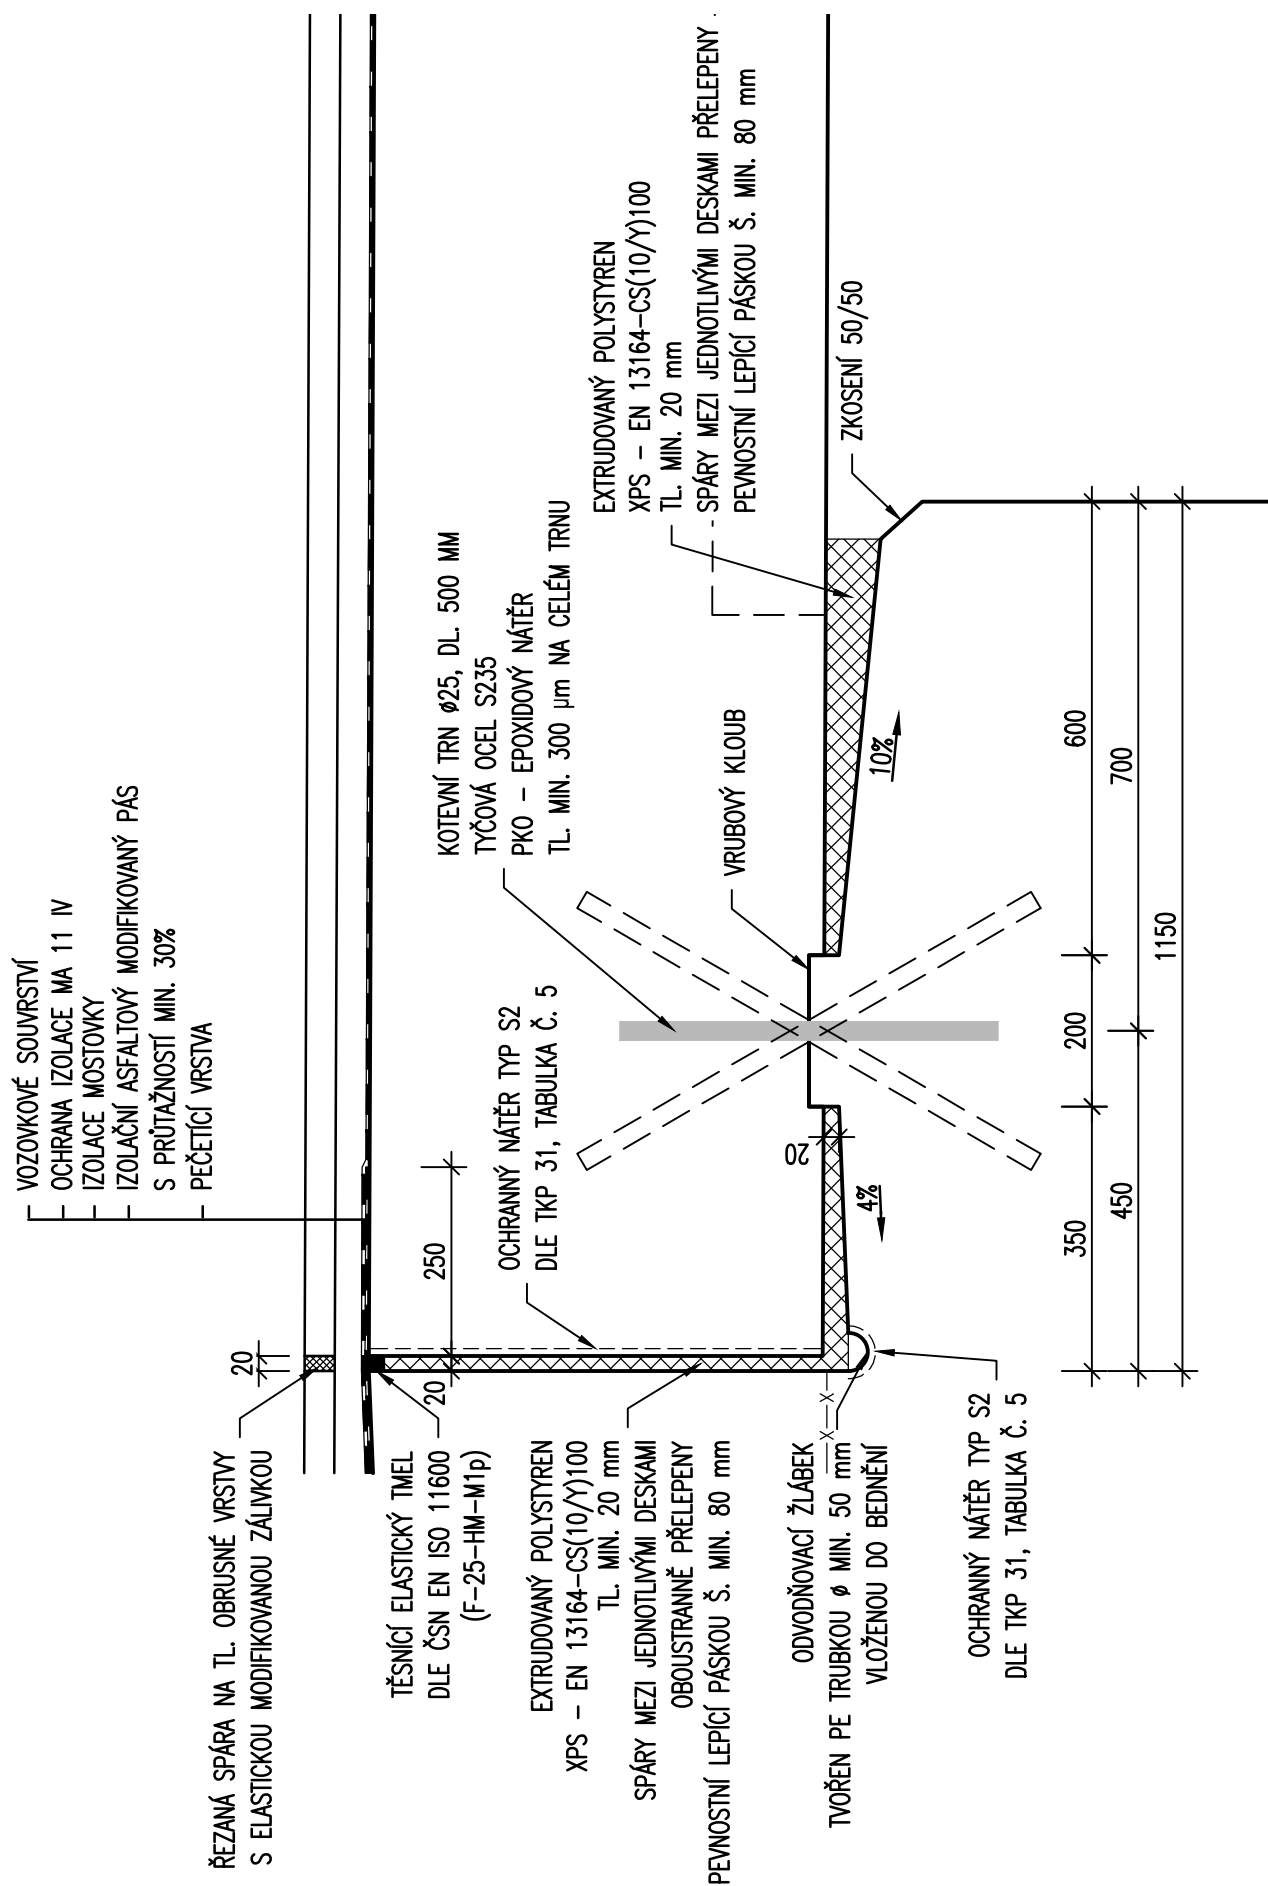 VOZOVKOVÉ SOUVRSTVÍ
OCHRANA IZOLACE MA 11 IV
IZOLACE MOSTOVKY
IZOLAČNÍ ASFALTOVÝ MODIFIKOVANÝ PÁS
S PRŮTAŽNOSTÍ MIN. 30%
PEČETÍCÍ VRSTVA
ŘEZANÁ SPÁRA NA TL. OBRUSNÉ VRSTVY
S ELASTICKOU MODIFIKOVANOU ZÁLIVKOU
20
TĚSNÍCÍ ELASTICKÝ TMEL
DLE ČSN EN ISO 11600
(F-25-HM-M1p)
20
250
KOTEVNÍ TRN ø25, DL. 500 MM
TYČOVÁ OCEL S235
PKO - EPOXIDOVÝ NÁTĚR
TL. MIN. 300 µm NA CELÉM TRNU
OCHRANNÝ NÁTĚR TYP S2
DLE TKP 31, TABULKA Č. 5
EXTRUDOVANÝ POLYSTYREN
XPS - EN 13164-CS(10/Y)100
TL. MIN. 20 mm
SPÁRY MEZI JEDNOTLIVÝMI DESKAMI
OBOUSTRANNĚ PŘELEPENY
PEVNOSTNÍ LEPÍCÍ PÁSKOU Š. MIN. 80 mm
EXTRUDOVANÝ POLYSTYREN
XPS - EN 13164-CS(10/Y)100
TL. MIN. 20 mm
SPÁRY MEZI JEDNOTLIVÝMI DESKAMI PŘELEPENY
PEVNOSTNÍ LEPÍCÍ PÁSKOU Š. MIN. 80 mm
VRUBOVÝ KLOUB
ZKOSENÍ 50/50
20
4%
10%
ODVODŇOVACÍ ŽLÁBEK
TVOŘEN PE TRUBKOU ø MIN. 50 mm
VLOŽENOU DO BEDNĚNÍ
X X
OCHRANNÝ NÁTĚR TYP S2
DLE TKP 31, TABULKA Č. 5
350
200
600
450
700
1150